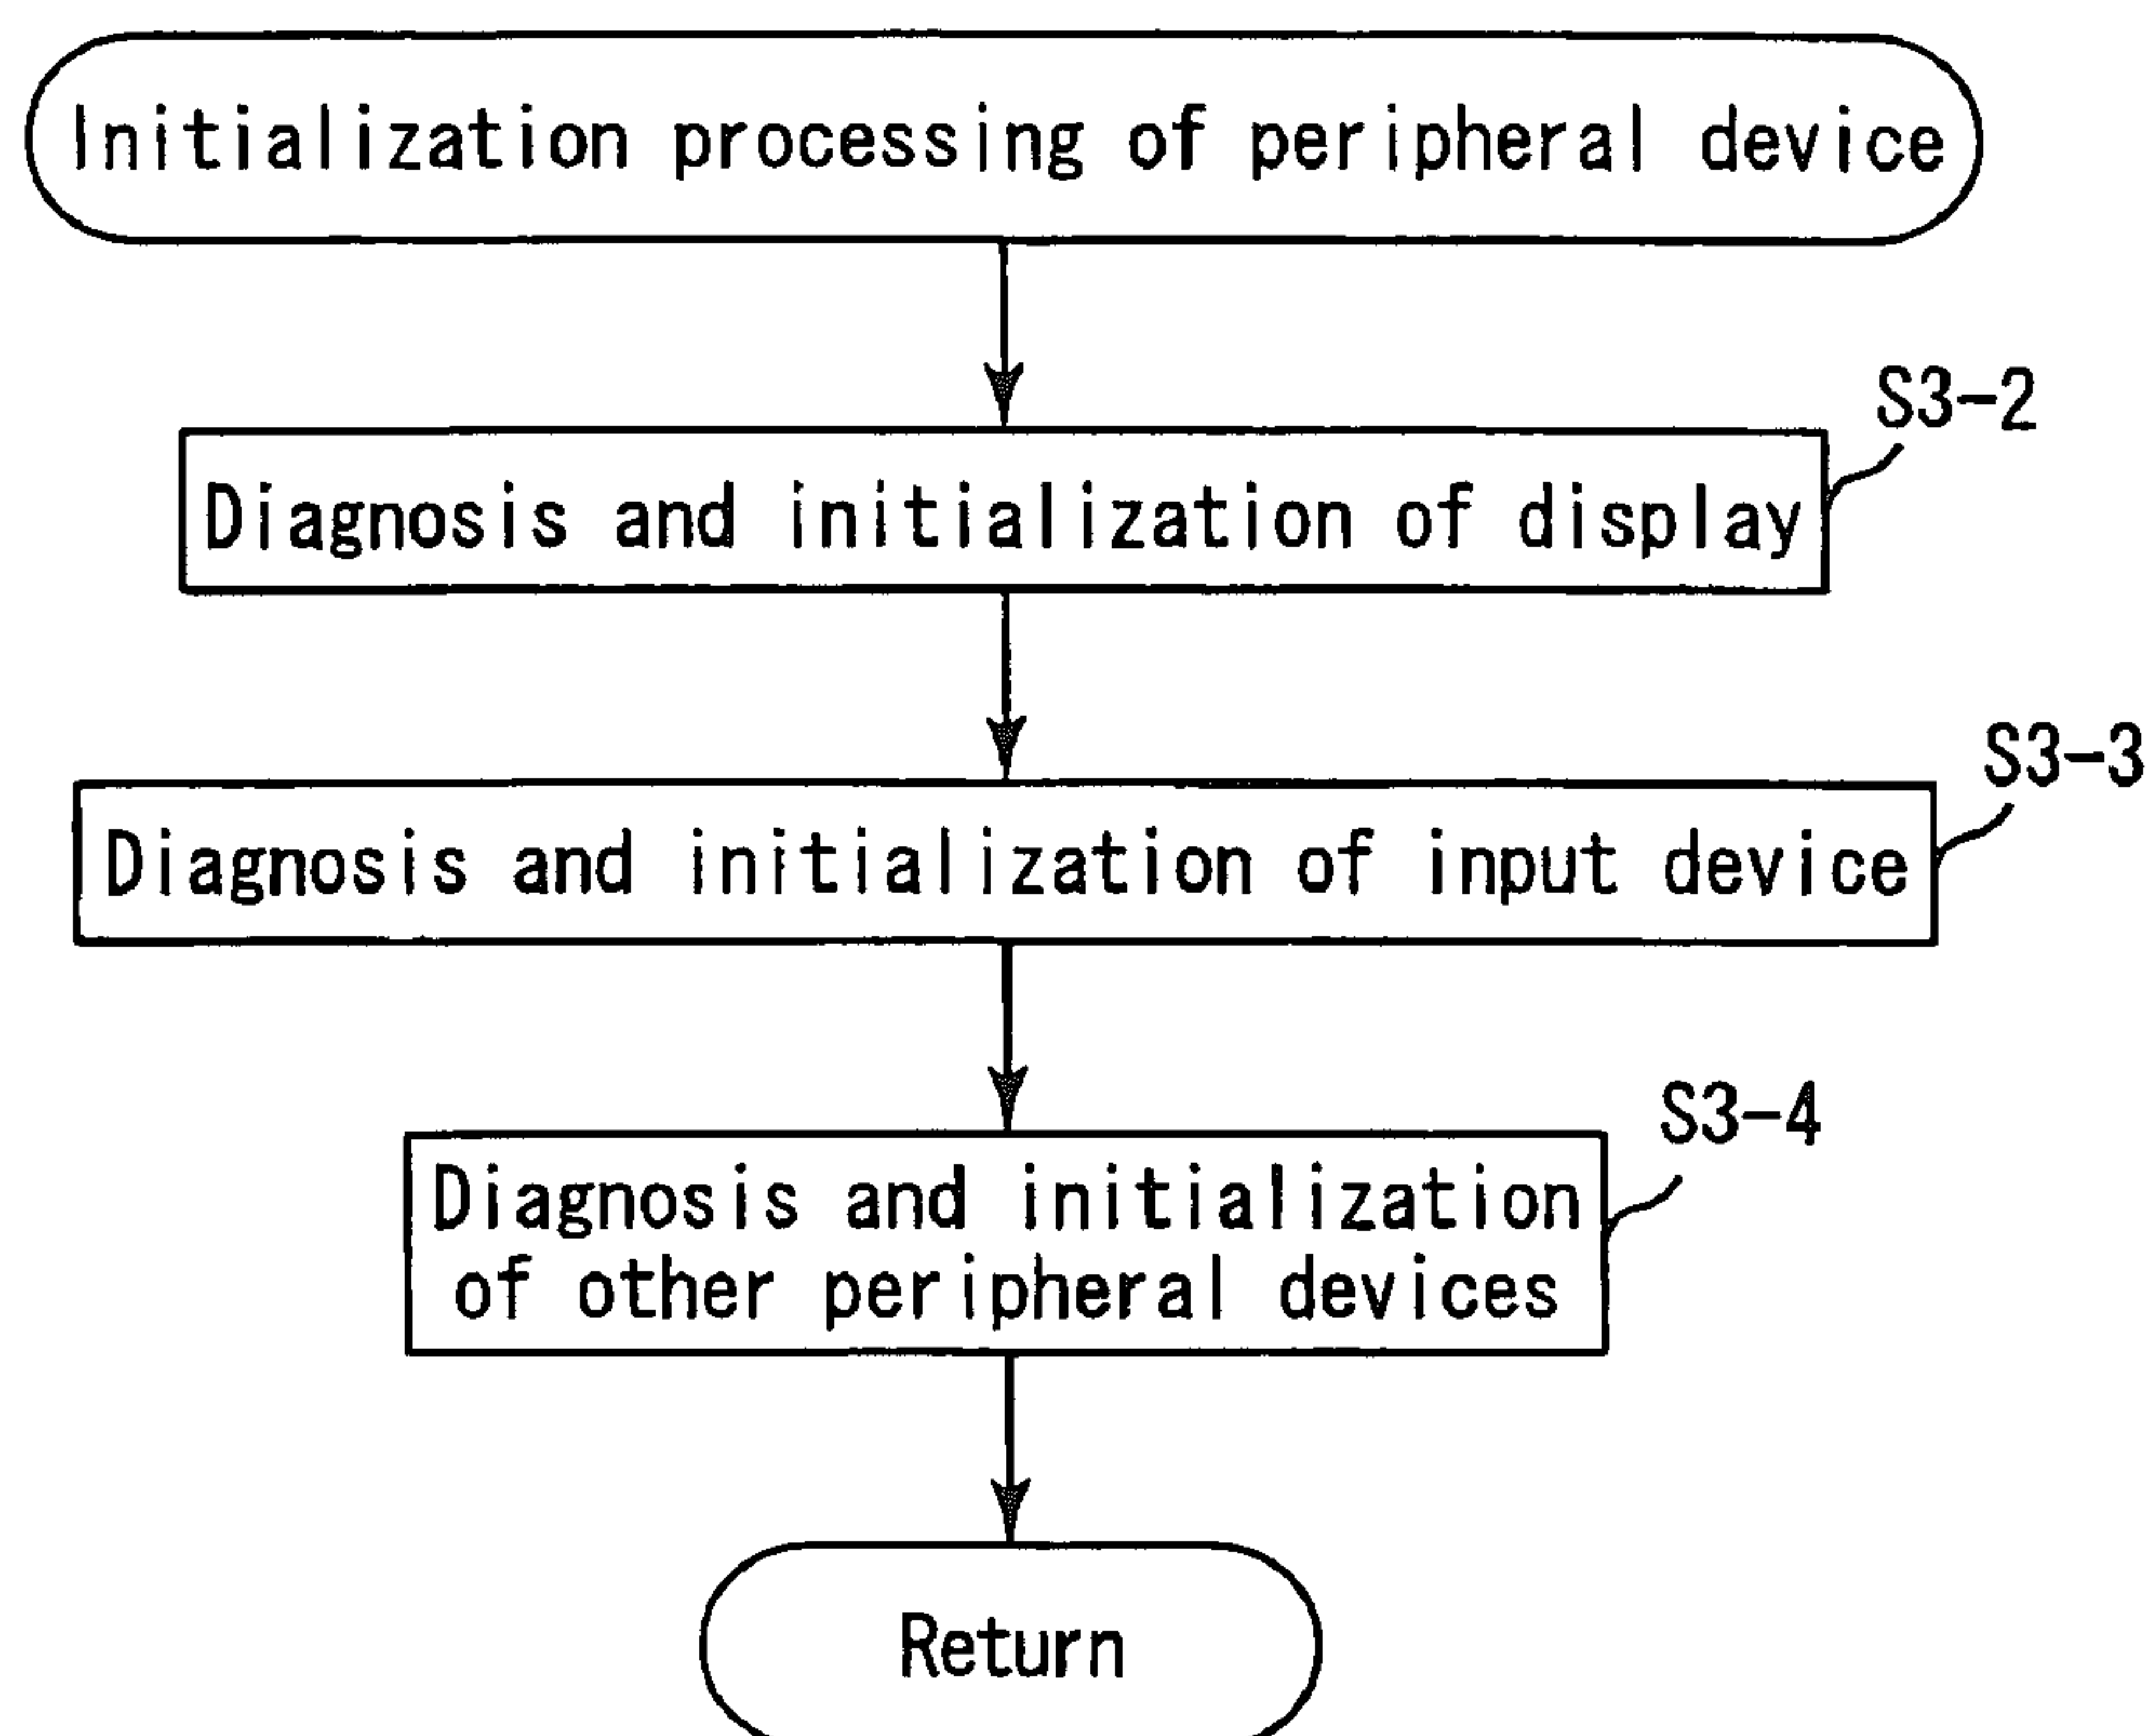 Initialization processing of peripheral device
S3-2
Diagnosis and initialization of display
S3-3
Diagnosis and initialization of input device
S3-4
Diagnosis and initialization
of other peripheral devices
Return